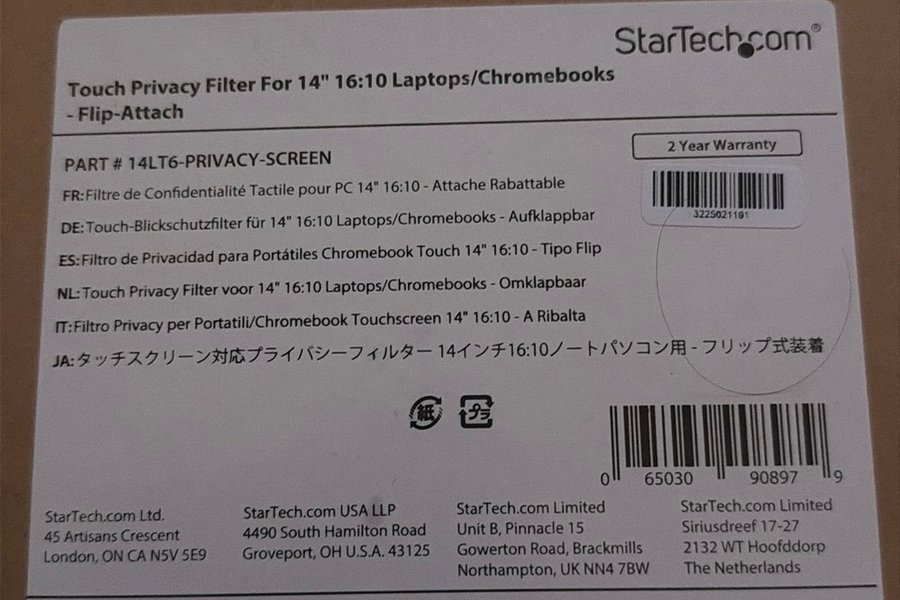 StarTech.com®
Touch Privacy Filter For 14" 16:10 Laptops/Chromebooks
- Flip-Attach
PART # 14LT6-PRIVACY-SCREEN
2 Year Warranty
3225021191
FR:Filtre de Confidentialité Tactile pour PC 14" 16:10 - Attache Rabattable
DE:Touch-Blickschutzfilter für 14" 16:10 Laptops/Chromebooks - Aufklappbar
ES:Filtro de Privacidad para Portátiles Chromebook Touch 14" 16:10 - Tipo Flip
NL:Touch Privacy Filter voor 14" 16:10 Laptops/Chromebooks - Omklapbaar
IT:Filtro Privacy per Portatili/Chromebook Touchscreen 14" 16:10 - A Ribalta
JA:タッチスクリーン対応プライバシーフィルター 14インチ16:10ノートパソコン用 - フリップ式装着
紙 プラ
0 65030 90897 9
StarTech.com Ltd.
45 Artisans Crescent
London, ON CA N5V 5E9
StarTech.com USA LLP
4490 South Hamilton Road
Groveport, OH U.S.A. 43125
StarTech.com Limited
Unit B, Pinnacle 15
Gowerton Road, Brackmills
Northampton, UK NN4 7BW
StarTech.com Limited
Siriusdreef 17-27
2132 WT Hoofddorp
The Netherlands